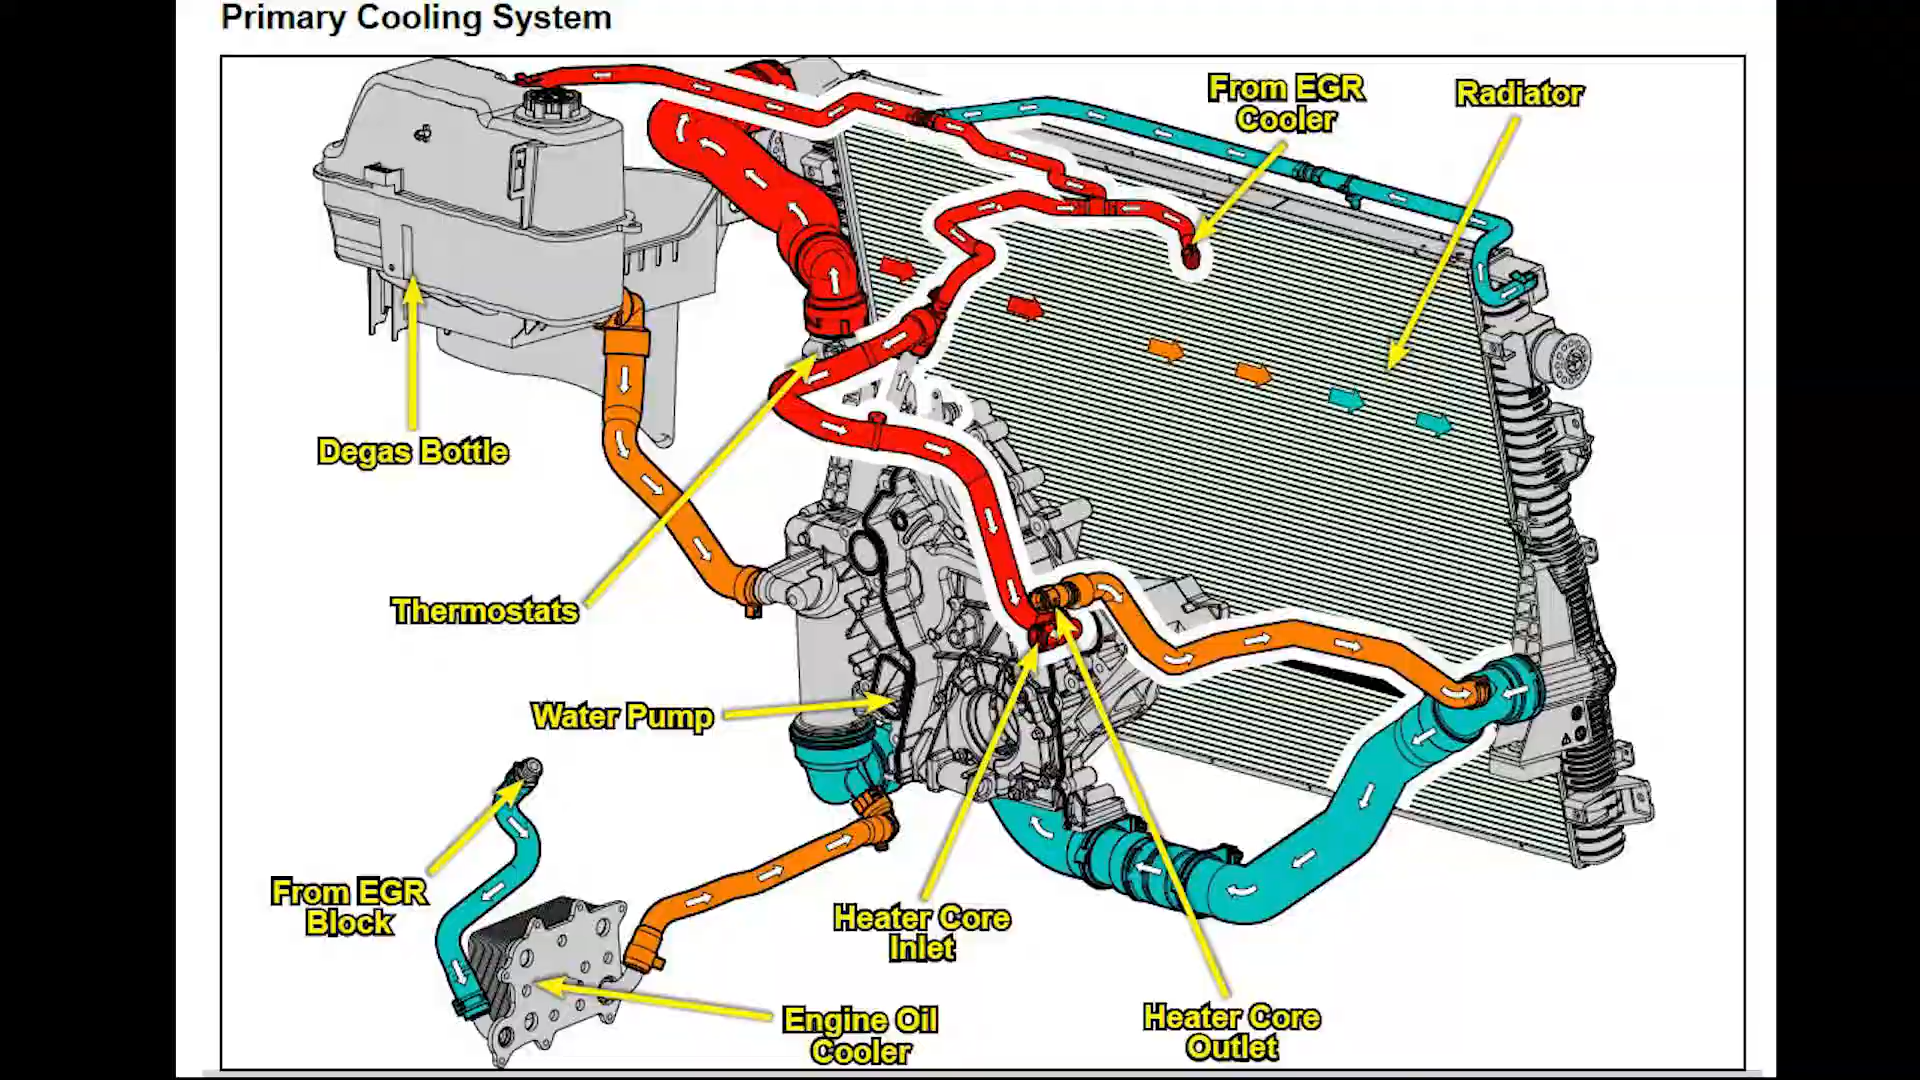 Primary Cooling System
From EGR
Cooler
Radiator
Degas Bottle
Thermostats
Water Pump
From EGR
Block
Heater Core
Inlet
Engine Oil
Cooler
Heater Core
Outlet